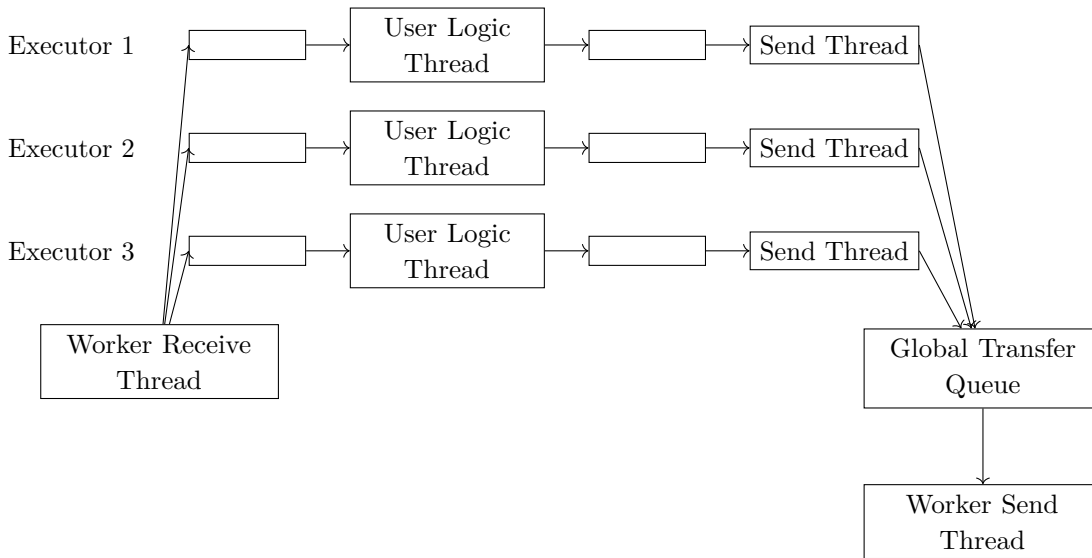 Executor 1
User Logic
Thread
Send Thread
Executor 2
User Logic
Thread
Send Thread
Executor 3
User Logic
Thread
Send Thread
Worker Receive
Thread
Global Transfer
Queue
Worker Send
Thread